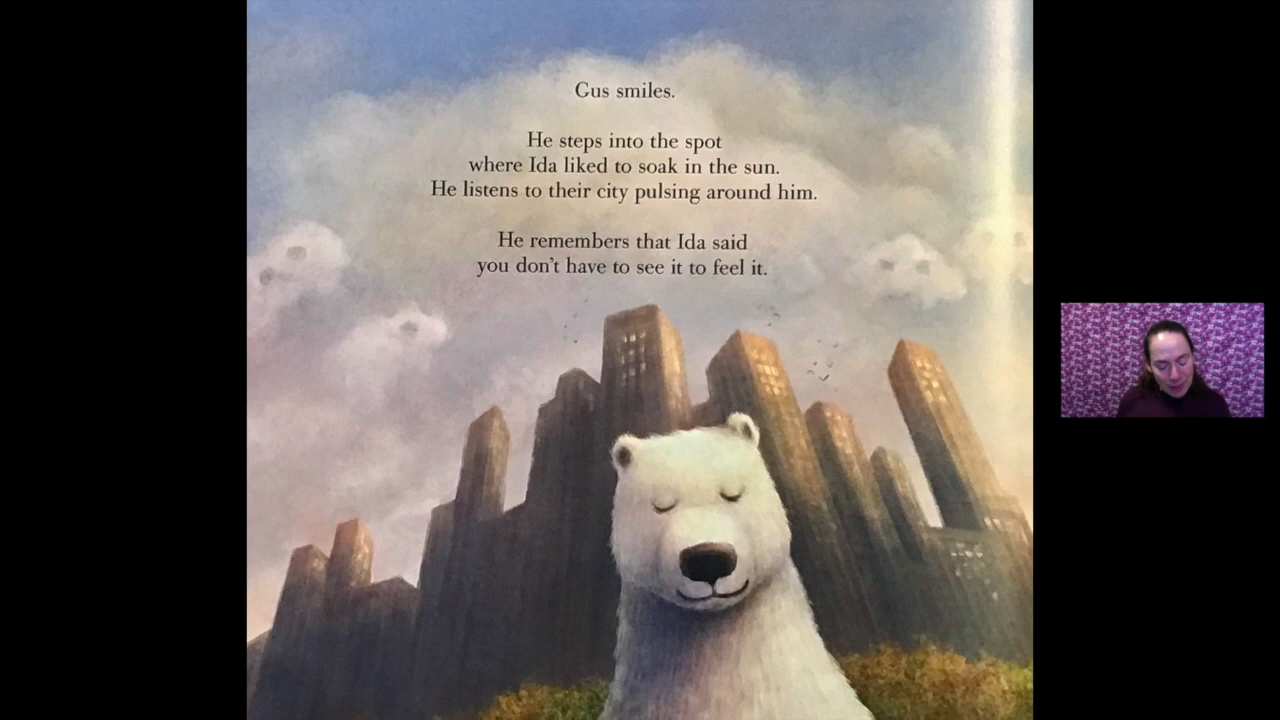 Gus smiles.
He steps into the spot
where Ida liked to soak in the sun.
He listens to their city pulsing around him.
He remembers that Ida said
you don't have to see it to feel it.